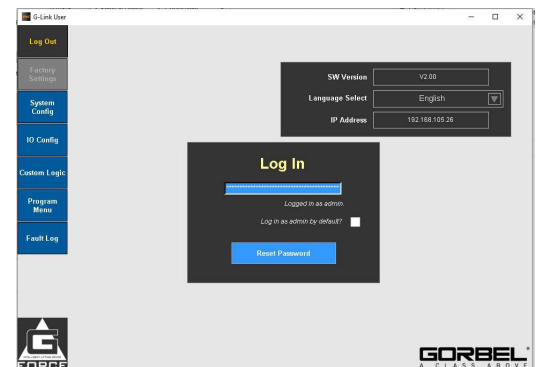 G-Link User
Log Out
Factory
Settings
System
Config
IO Config
Custom Logic
Program
Menu
Fault Log
SW Version
V2.00
Language Select
English
IP Address
192.168.105.26
Log In
Logged in as admin.
Log in as admin by default?
Reset Password
G
FORCE
GORBEL
A CLASS ABOVE